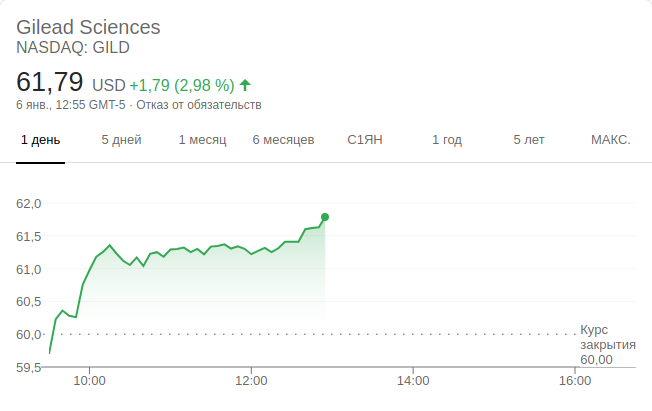 Gilead Sciences
NASDAQ: GILD
61,79 USD +1,79 (2,98 %)
6 янв., 12:55 GMT-5 · Отказ от обязательств
1 день 5 дней 1 месяц 6 месяцев С1ЯН 1 год 5 лет МАКС.
62,0
61,5
61,0
60,5
60,0
59,5
Курс
закрытия
60,00
10:00 12:00 14:00 16:00